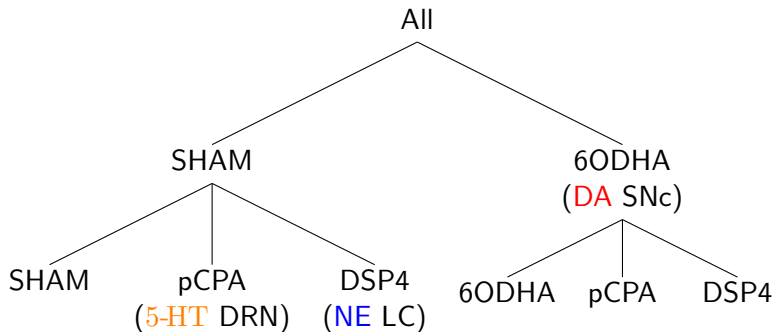 All
SHAM 6ODHA
(DA SNc)
SHAM pCPA DSP4 6ODHA pCPA DSP4
(5-HT DRN) (NE LC)